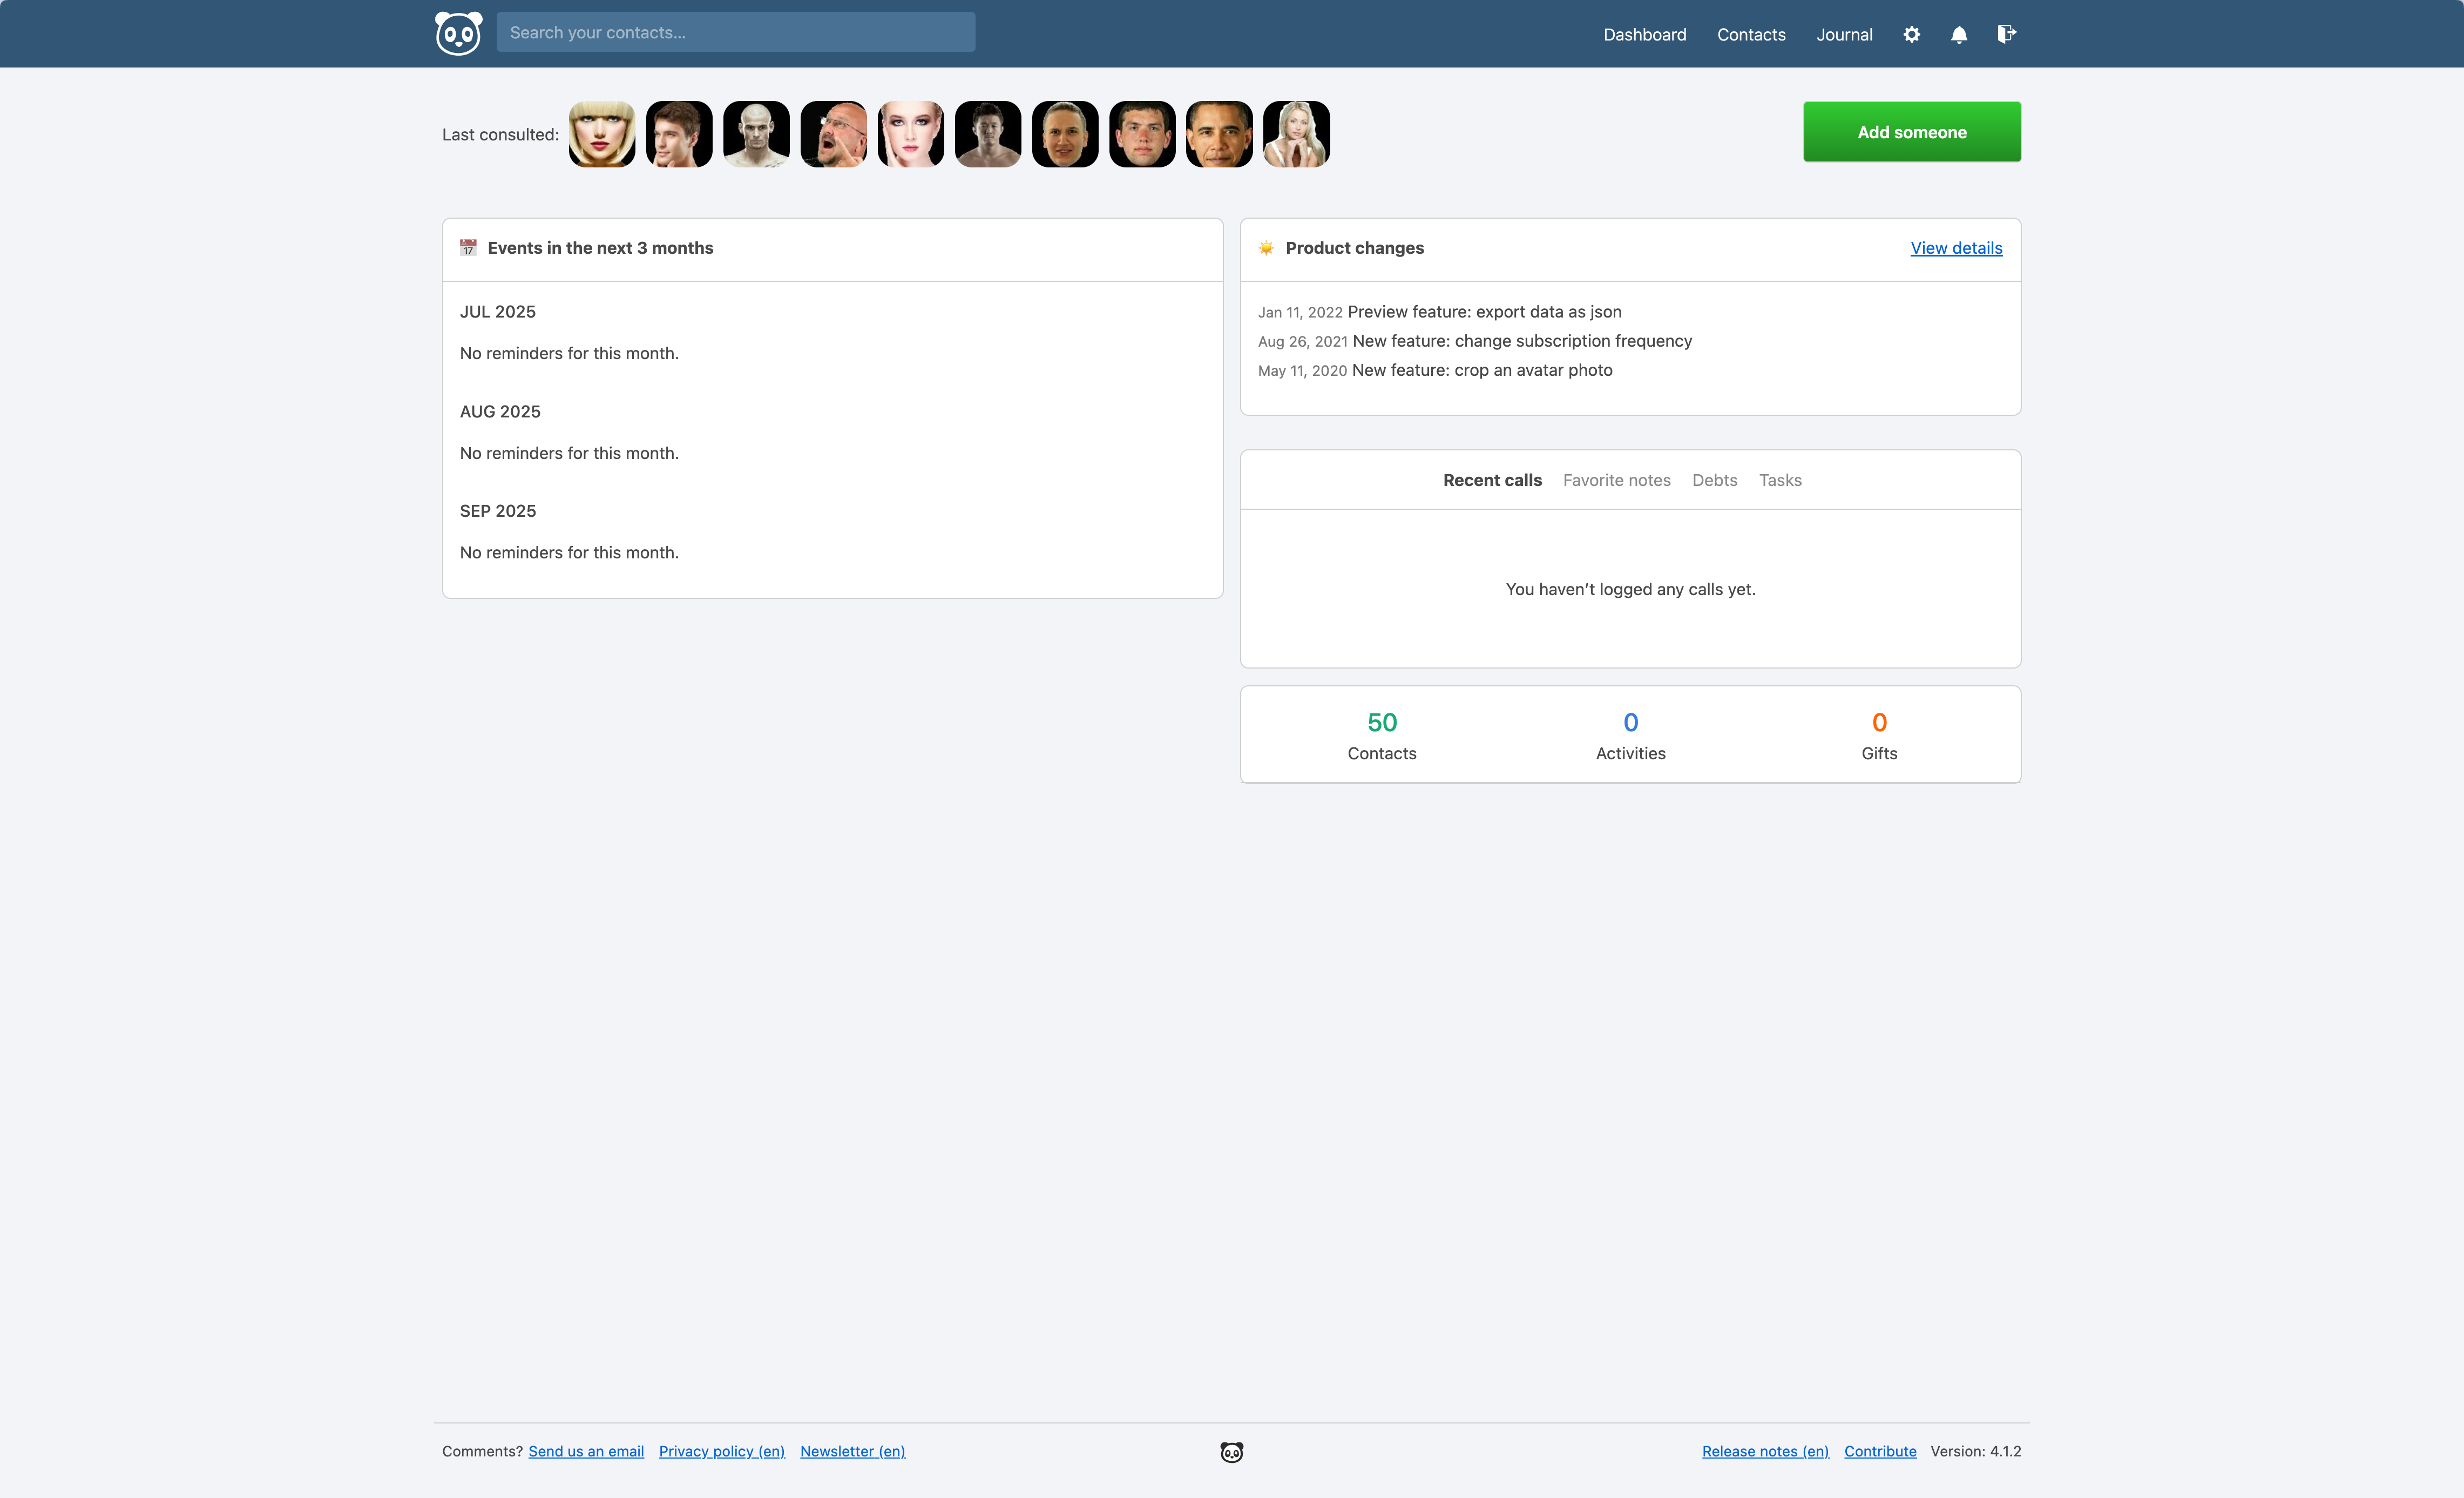 Search your contacts...
Dashboard
Contacts
Journal
Last consulted:
Add someone
17
Events in the next 3 months
JUL 2025
No reminders for this month.
AUG 2025
No reminders for this month.
SEP 2025
No reminders for this month.
Product changes
View details
Jan 11, 2022 Preview feature: export data as json
Aug 26, 2021 New feature: change subscription frequency
May 11, 2020 New feature: crop an avatar photo
Recent calls
Favorite notes
Debts
Tasks
You haven’t logged any calls yet.
50
Contacts
0
Activities
0
Gifts
Comments? Send us an email Privacy policy (en) Newsletter (en)
Release notes (en) Contribute Version: 4.1.2